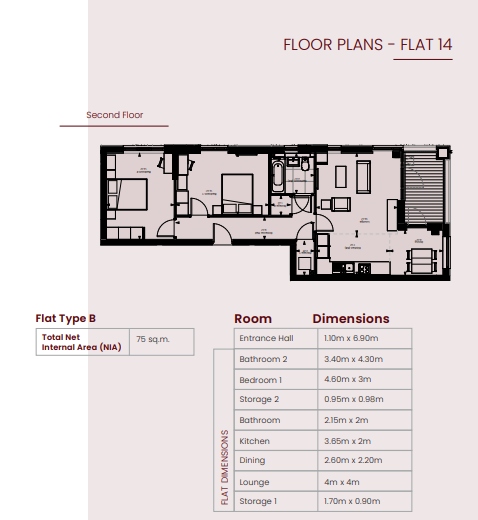 FLOOR PLANS - FLAT 14
Second Floor
Flat Type B
Total Net
Internal Area (NIA)
75 sq.m.
Room Dimensions
Entrance Hall 1.10m x 6.90m
Bathroom 2 3.40m x 4.30m
Bedroom 1 4.60m x 3m
Storage 2 0.95m x 0.98m
Bathroom 2.15m x 2m
Kitchen 3.65m x 2m
Dining 2.60m x 2.20m
Lounge 4m x 4m
Storage 1 1.70m x 0.90m
FLAT DIMENSIONS